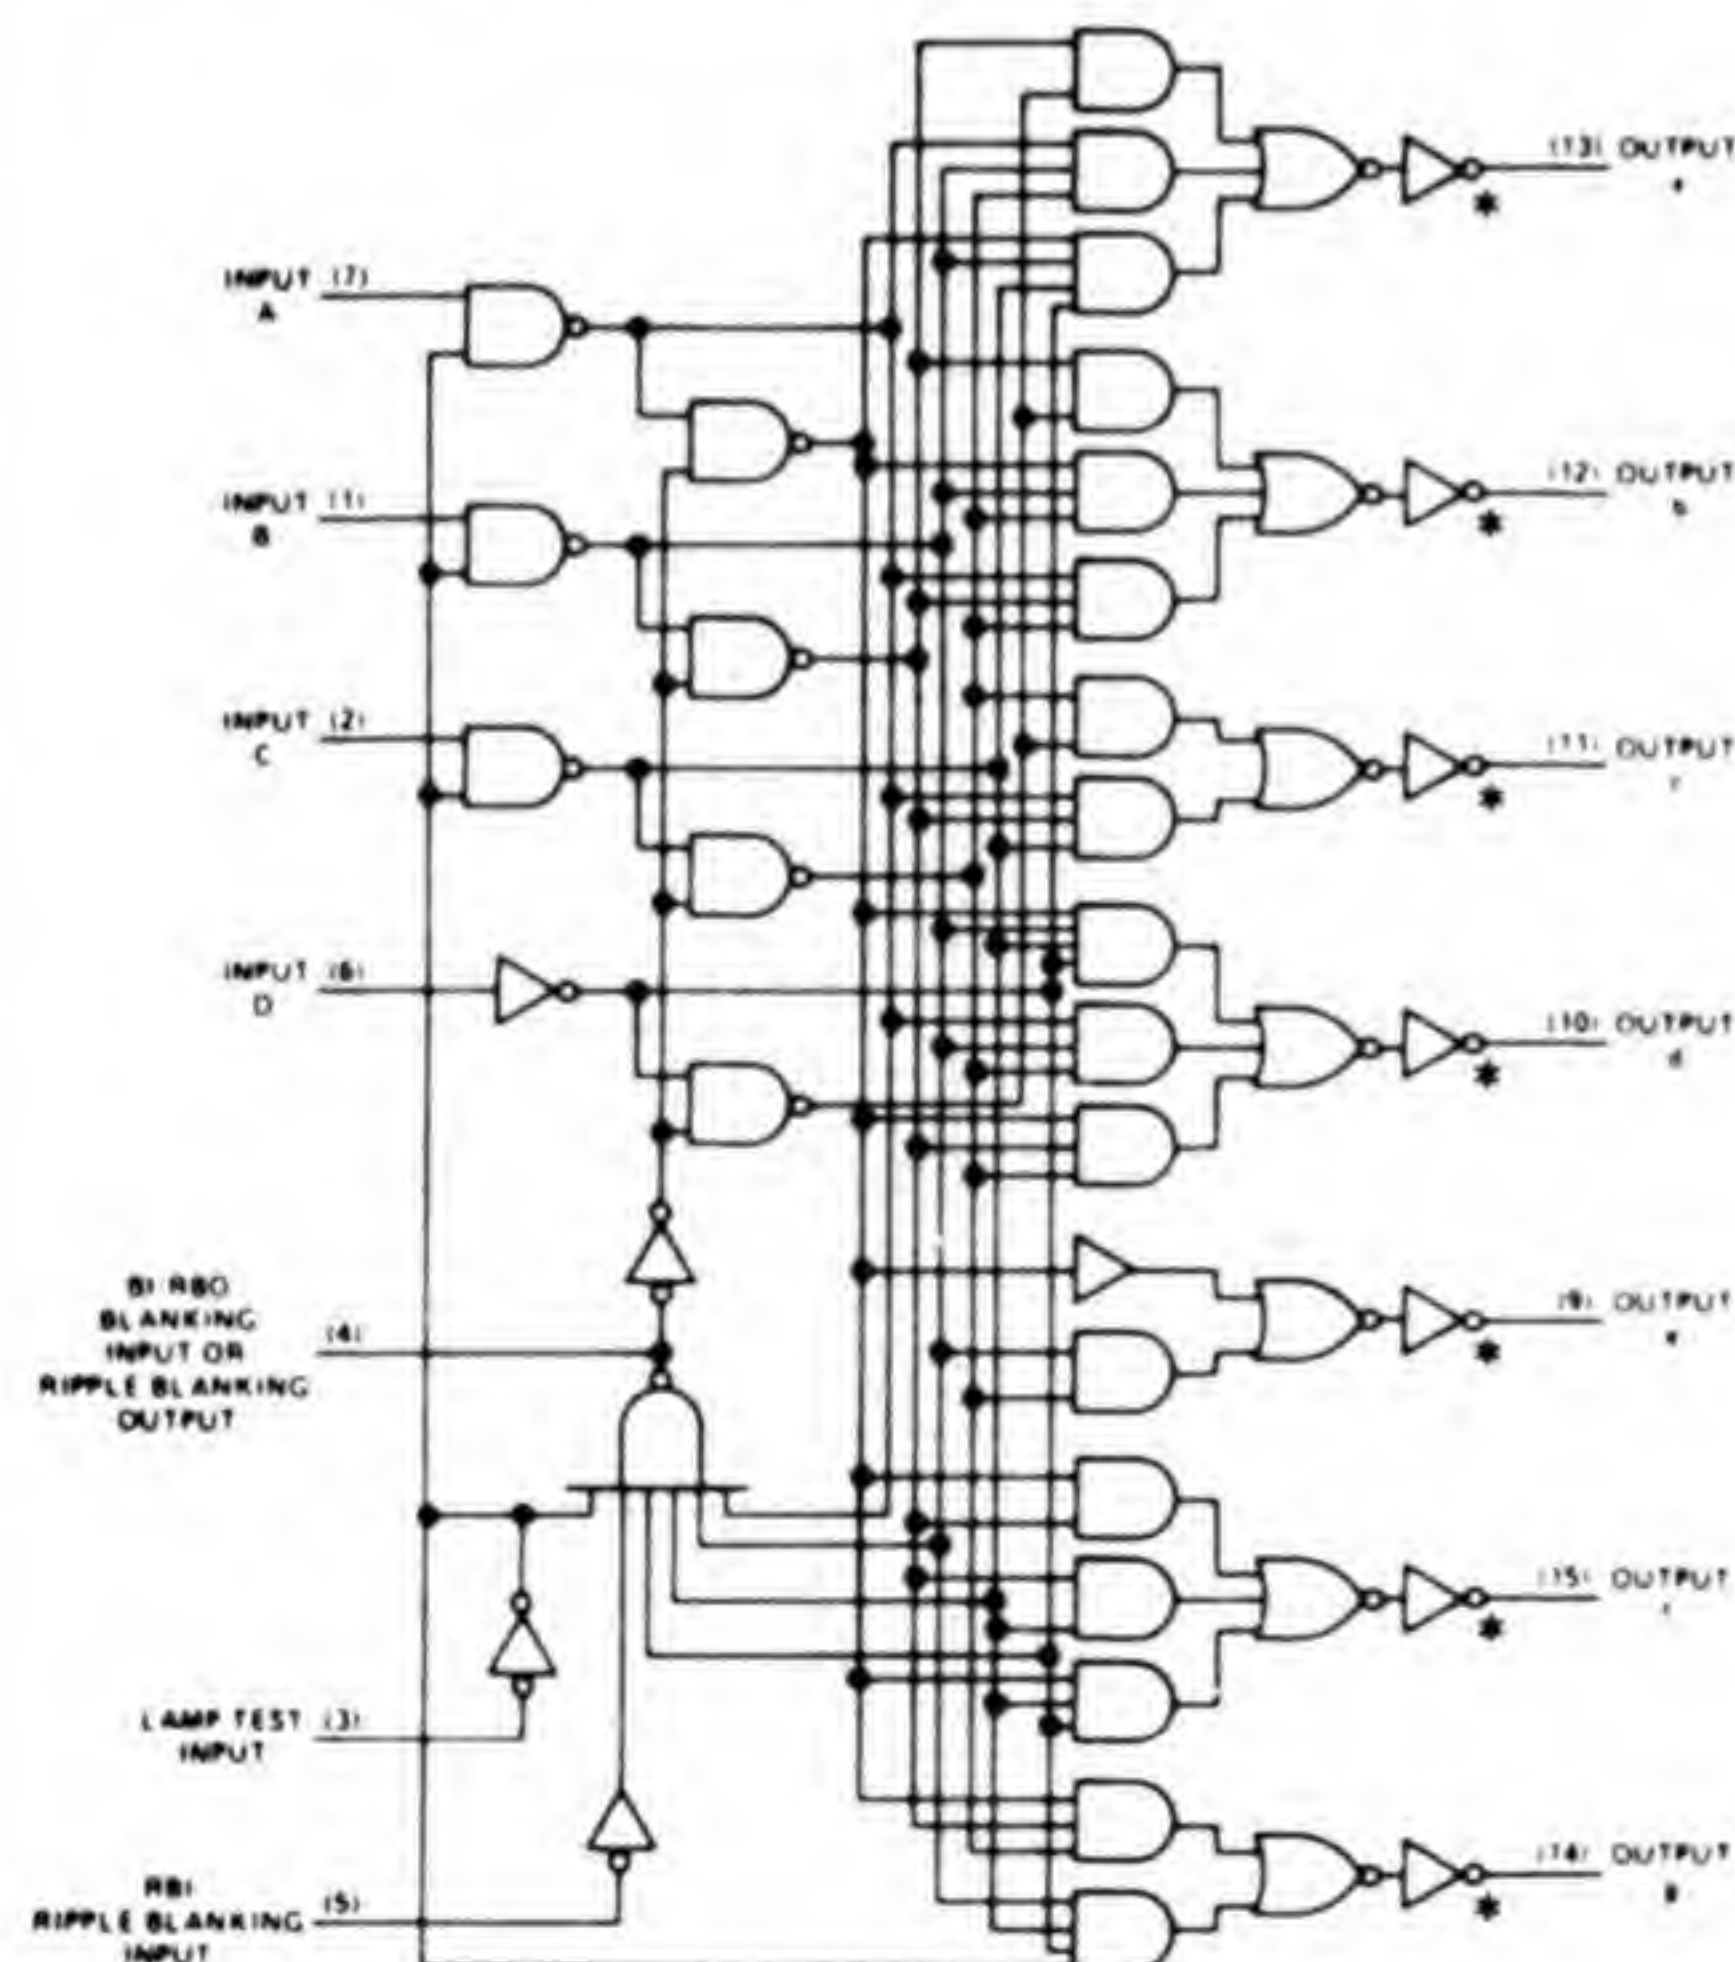 INPUT (7)
A
INPUT (1)
B
INPUT (2)
C
INPUT (6)
D
BI RBO
BLANKING
INPUT OR
RIPPLE BLANKING
OUTPUT
(4)
LAMP TEST (3)
INPUT
RBI
RIPPLE BLANKING (5)
INPUT
(13) OUTPUT
*
(12) OUTPUT
b
*
(11) OUTPUT
*
(10) OUTPUT
d
*
(9) OUTPUT
*
(15) OUTPUT
*
(14) OUTPUT
g
*